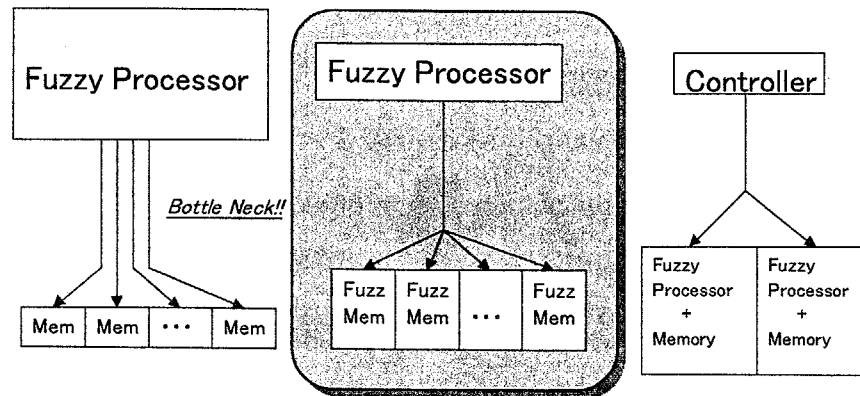 Fuzzy Processor
Bottle Neck!!
Mem Mem ••• Mem
Fuzzy Processor
Fuzz Mem
Fuzz Mem
•••
Fuzz Mem
Controller
Fuzzy
Processor
+
Memory
Fuzzy
Processor
+
Memory